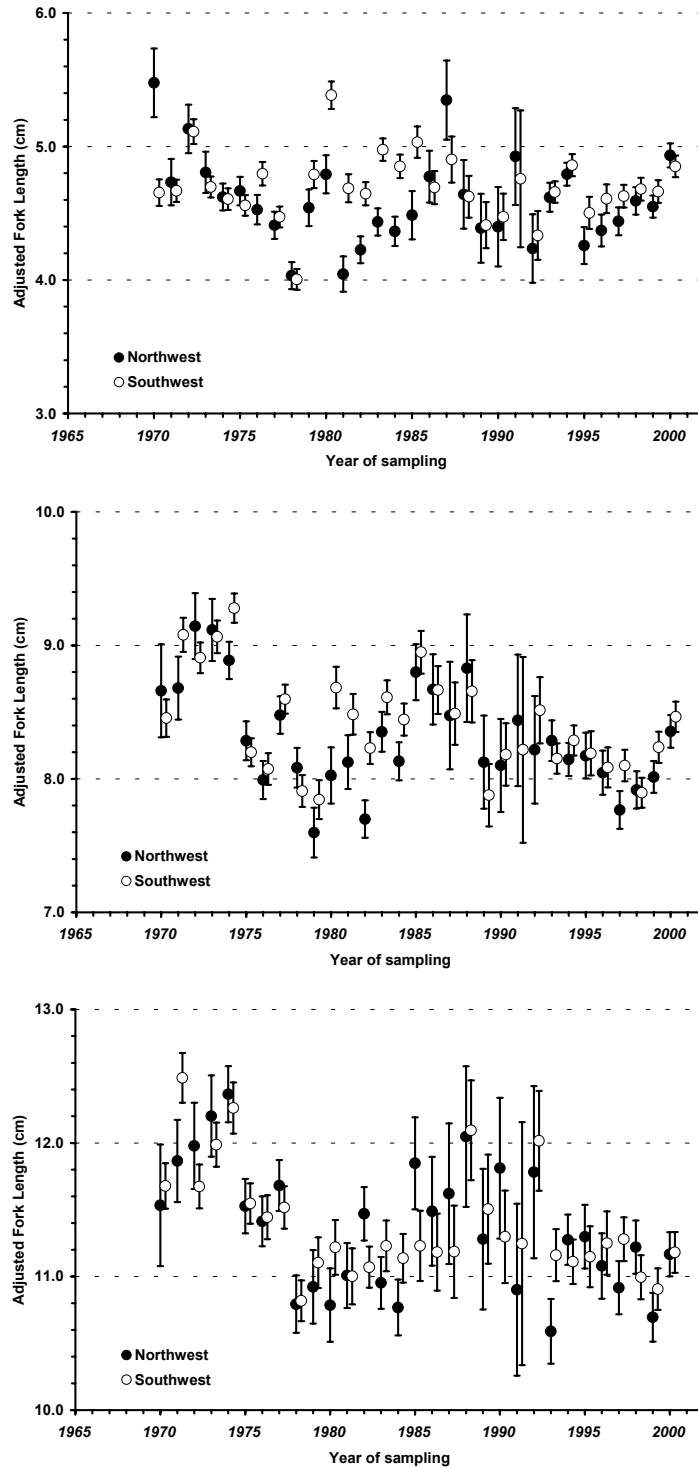 6.0
5.0
4.0
3.0
Adjusted Fork Length (cm)
Northwest
Southwest
1965 1970 1975 1980 1985 1990 1995 2000
Year of sampling
10.0
9.0
8.0
7.0
Adjusted Fork Length (cm)
Northwest
Southwest
1965 1970 1975 1980 1985 1990 1995 2000
Year of sampling
13.0
12.0
11.0
10.0
Adjusted Fork Length (cm)
Northwest
Southwest
1965 1970 1975 1980 1985 1990 1995 2000
Year of sampling